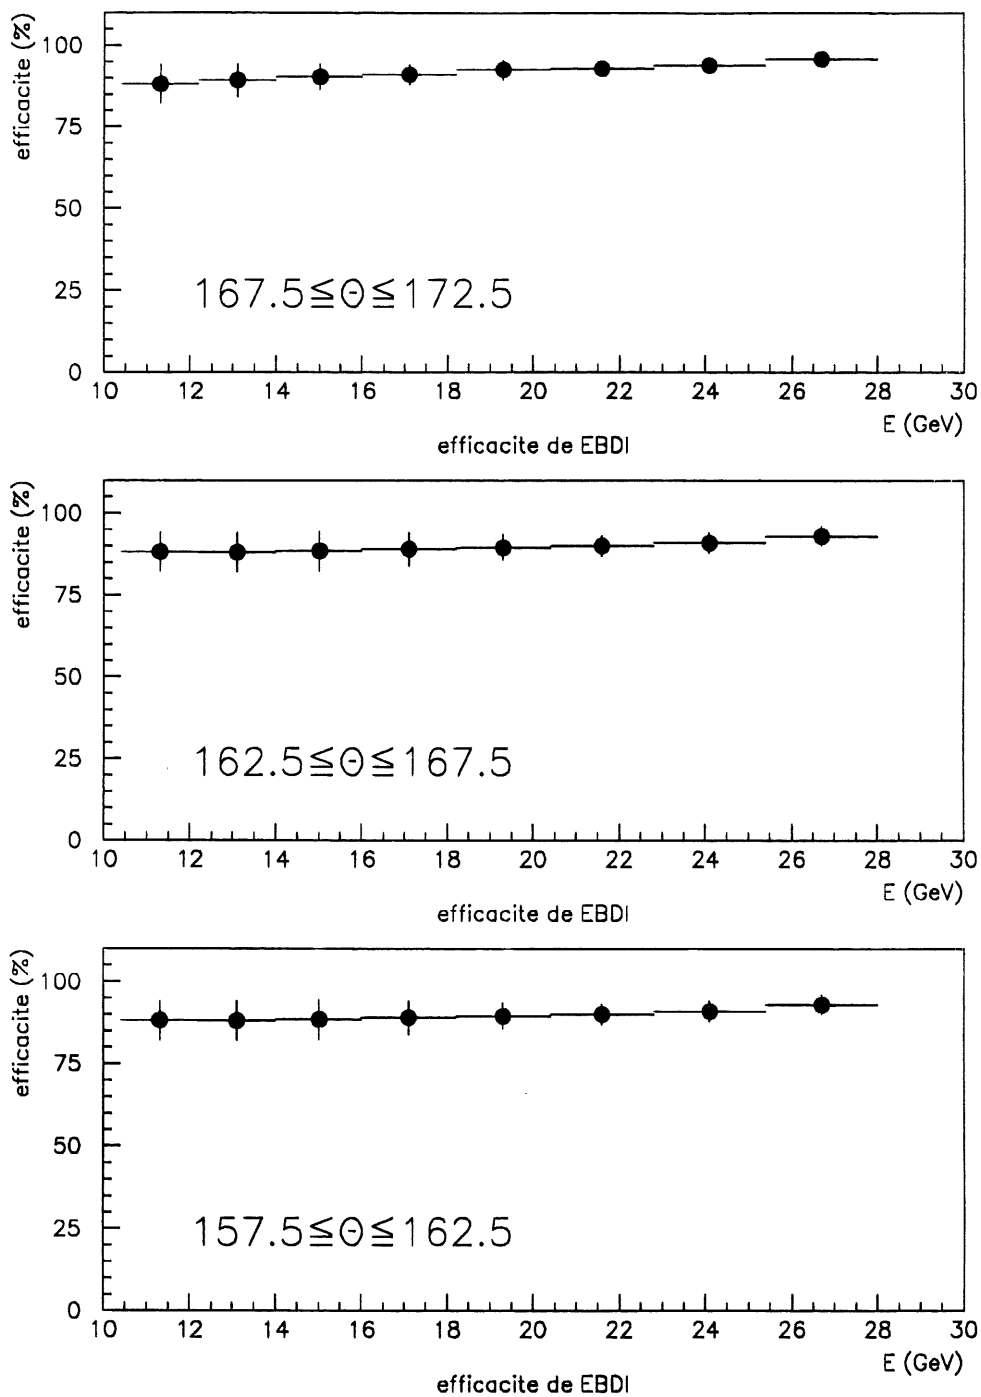 efficacite (%)
100
75
50
25
0
167.5≦Θ≦172.5
10 12 14 16 18 20 22 24 26 28 30
E (GeV)
efficacite de EBDI
efficacite (%)
100
75
50
25
0
162.5≦Θ≦167.5
10 12 14 16 18 20 22 24 26 28 30
E (GeV)
efficacite de EBDI
efficacite (%)
100
75
50
25
0
157.5≦Θ≦162.5
10 12 14 16 18 20 22 24 26 28 30
E (GeV)
efficacite de EBDI